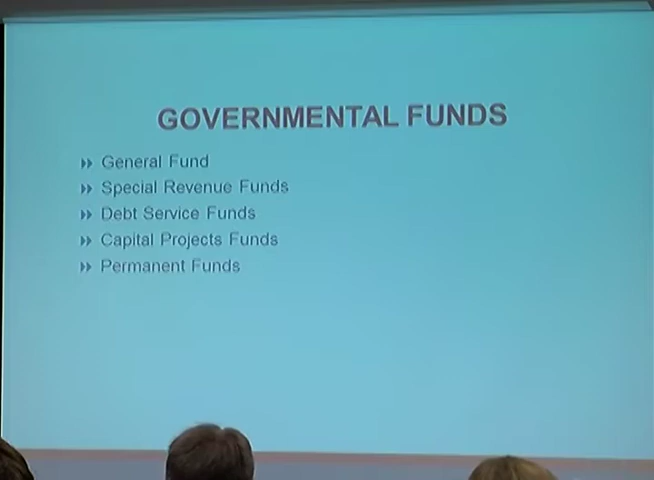 GOVERNMENTAL FUNDS
General Fund
Special Revenue Funds
Debt Service Funds
Capital Projects Funds
Permanent Funds